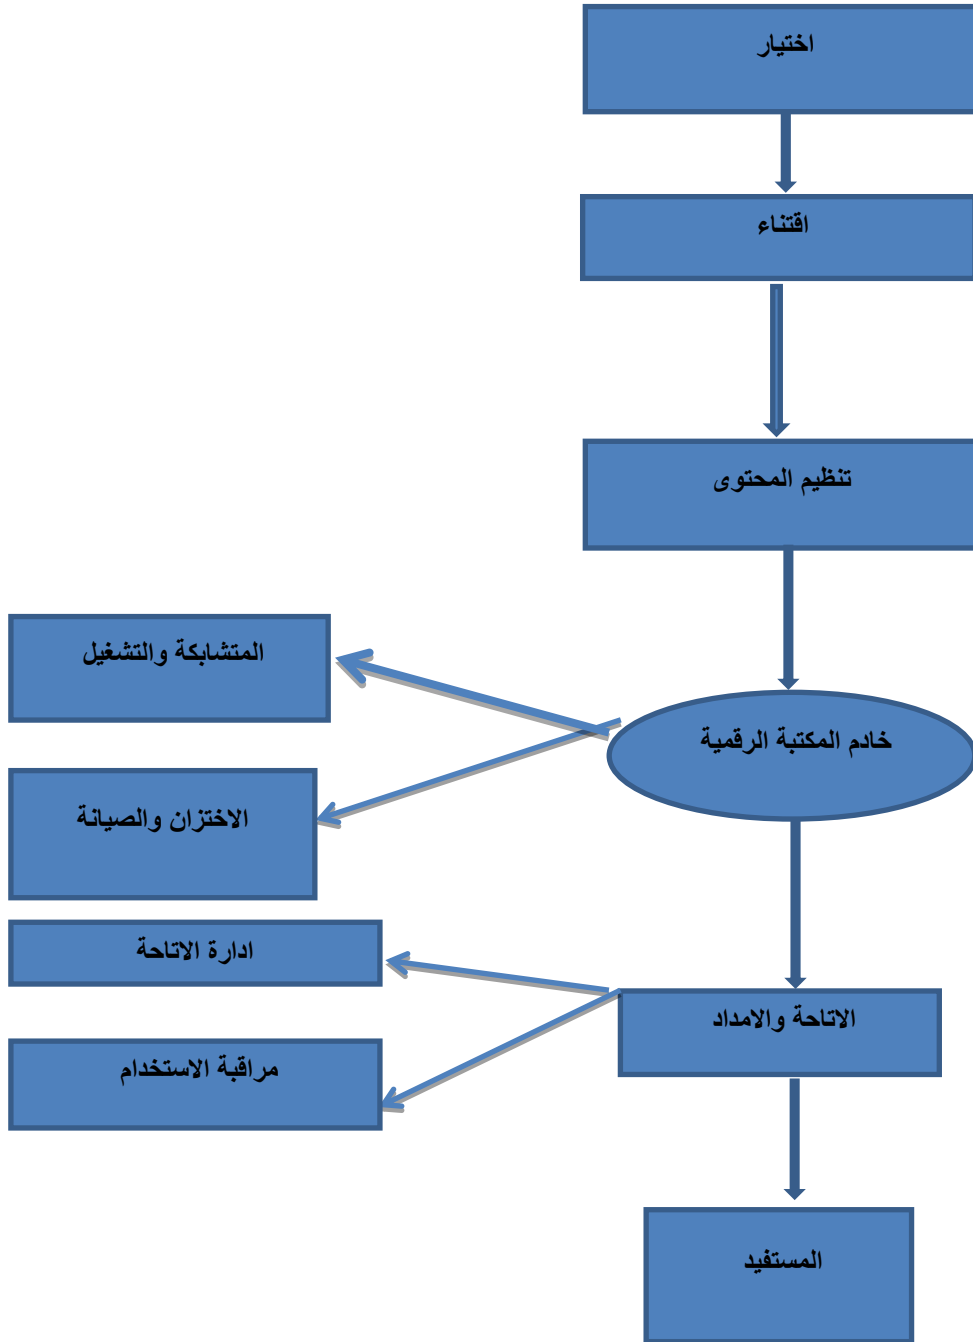 اختيار
اقتناء
تنظيم المحتوى
المتشابكة والتشغيل
خادم المكتبة الرقمية
الاختزان والصيانة
ادارة الاتاحة
الاتاحة والامداد
مراقبة الاستخدام
المستفيد